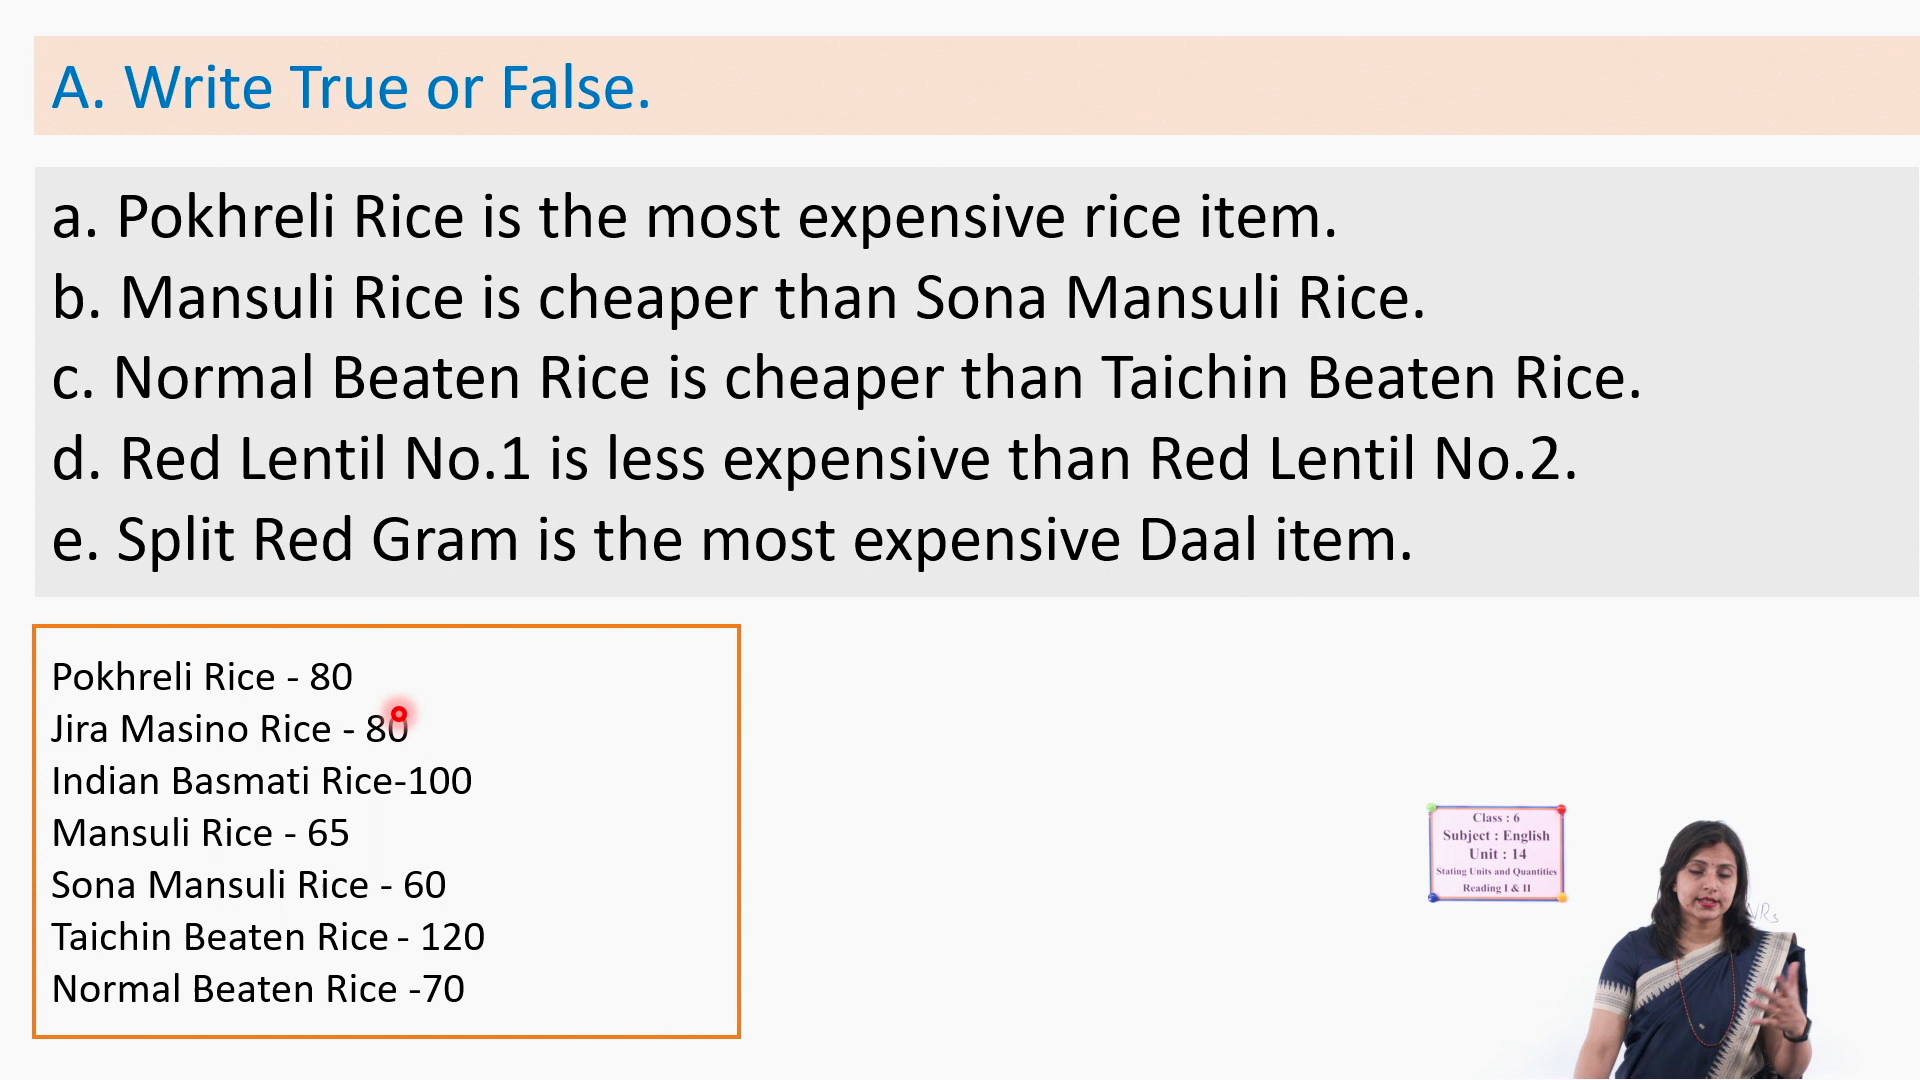 A. Write True or False.
a. Pokhreli Rice is the most expensive rice item.
b. Mansuli Rice is cheaper than Sona Mansuli Rice.
c. Normal Beaten Rice is cheaper than Taichin Beaten Rice.
d. Red Lentil No.1 is less expensive than Red Lentil No.2.
e. Split Red Gram is the most expensive Daal item.
Pokhreli Rice - 80
Jira Masino Rice - 80
Indian Basmati Rice-100
Mansuli Rice - 65
Sona Mansuli Rice - 60
Taichin Beaten Rice - 120
Normal Beaten Rice -70
Class : 6
Subject : English
Unit : 14
Stating Units and Quantities
Reading I & II